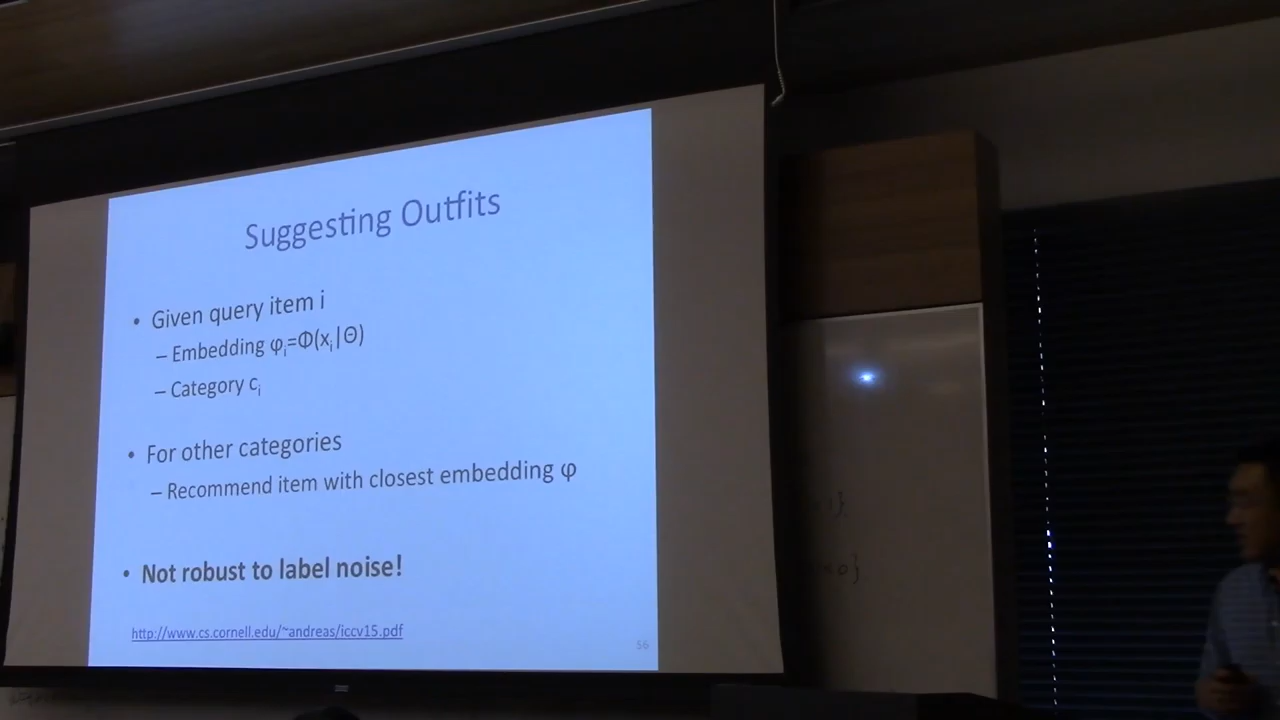 Suggesting Outfits
• Given query item i
– Embedding φᵢ=Φ(xᵢ|Θ)
– Category cᵢ
• For other categories
– Recommend item with closest embedding φ
• Not robust to label noise!
http://www.cs.cornell.edu/~andreas/iccv15.pdf
56